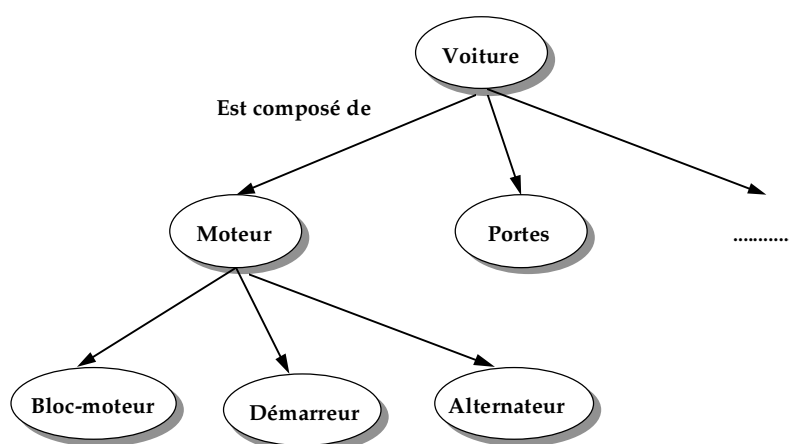 Voiture
Est composé de
Moteur
Portes
...........
Bloc-moteur
Démarreur
Alternateur